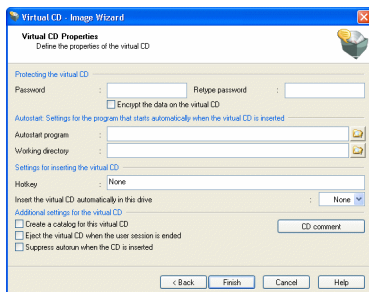 Virtual CD - Image Wizard
Virtual CD Properties
Define the properties of the virtual CD
Protecting the virtual CD
Password :
Retype password :
Encrypt the data on the virtual CD
Autostart: Settings for the program that starts automatically when the virtual CD is inserted
Autostart program :
Working directory :
Settings for inserting the virtual CD
Hotkey : None
Insert the virtual CD automatically in this drive : None
Additional settings for the virtual CD
Create a catalog for this virtual CD
CD comment
Eject the virtual CD when the user session is ended
Suppress autorun when the CD is inserted
< Back Finish Cancel Help